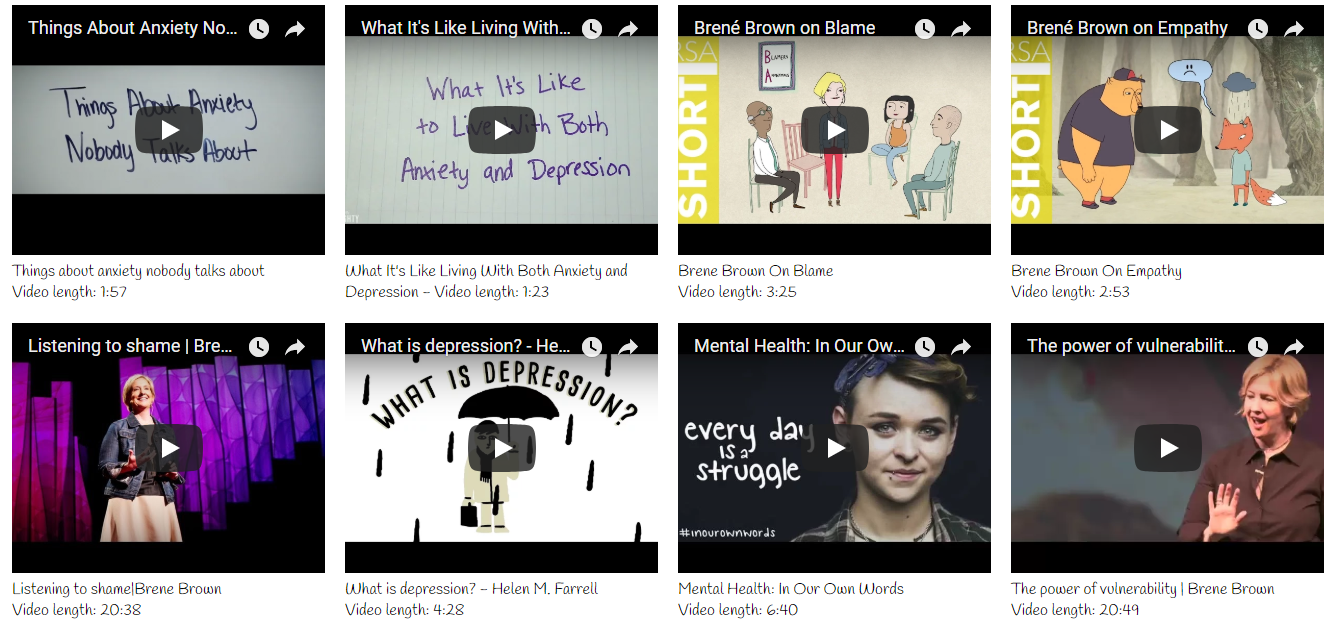 Things About Anxiety No...
Things About Anxiety
Nobody Talks About
Things about anxiety nobody talks about
Video length: 1:57
What It's Like Living With...
What It's Like
to Live With Both
Anxiety and Depression
HTY
What It's Like Living With Both Anxiety and
Depression - Video length: 1:23
Brené Brown on Blame
RSA
SHORT
BLAMERS
ANONYMOUS
Brene Brown On Blame
Video length: 3:25
Brené Brown on Empathy
RSA
SHORT
Brene Brown On Empathy
Video length: 2:53
Listening to shame | Bre...
Listening to shame|Brene Brown
Video length: 20:38
What is depression? - He...
WHAT IS DEPRESSION?
What is depression? - Helen M. Farrell
Video length: 4:28
Mental Health: In Our Ow...
every day
is a
struggle
#inourownwords
Mental Health: In Our Own Words
Video length: 6:40
The power of vulnerabilit...
The power of vulnerability | Brene Brown
Video length: 20:49